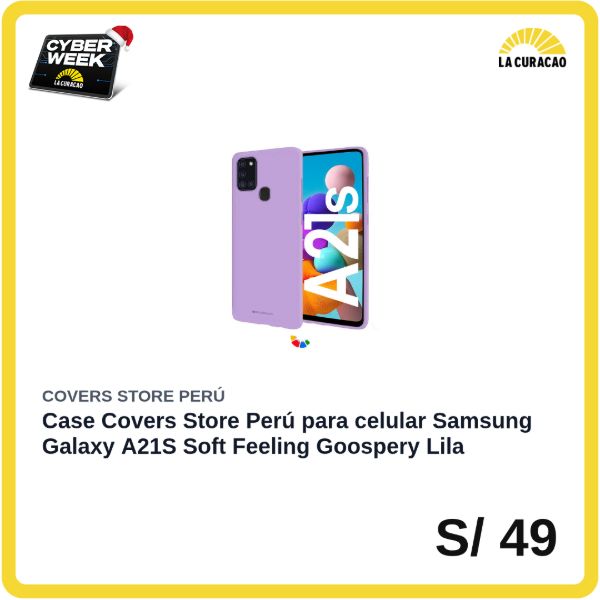 CYBER
WEEK
LA CURACAO
LA CURACAO
A21s
COVERS STORE PERÚ
Case Covers Store Perú para celular Samsung
Galaxy A21S Soft Feeling Goospery Lila
S/ 49